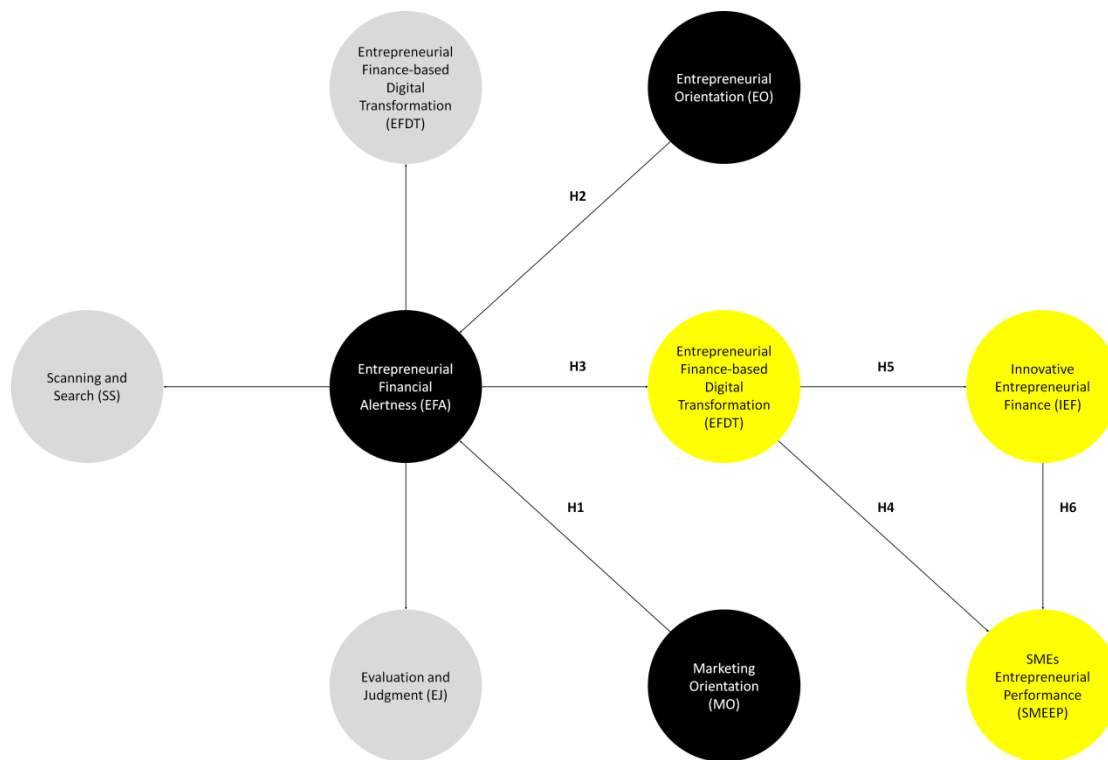 Entrepreneurial
Finance-based
Digital
Transformation
(EFDT)
Entrepreneurial
Orientation (EO)
H2
Scanning and
Search (SS)
Entrepreneurial
Financial
Alertness (EFA)
H3
Entrepreneurial
Finance-based
Digital
Transformation
(EFDT)
H5
Innovative
Entrepreneurial
Finance (IEF)
H1
H4
H6
Evaluation and
Judgment (EJ)
Marketing
Orientation
(MO)
SMEs
Entrepreneurial
Performance
(SMEEP)